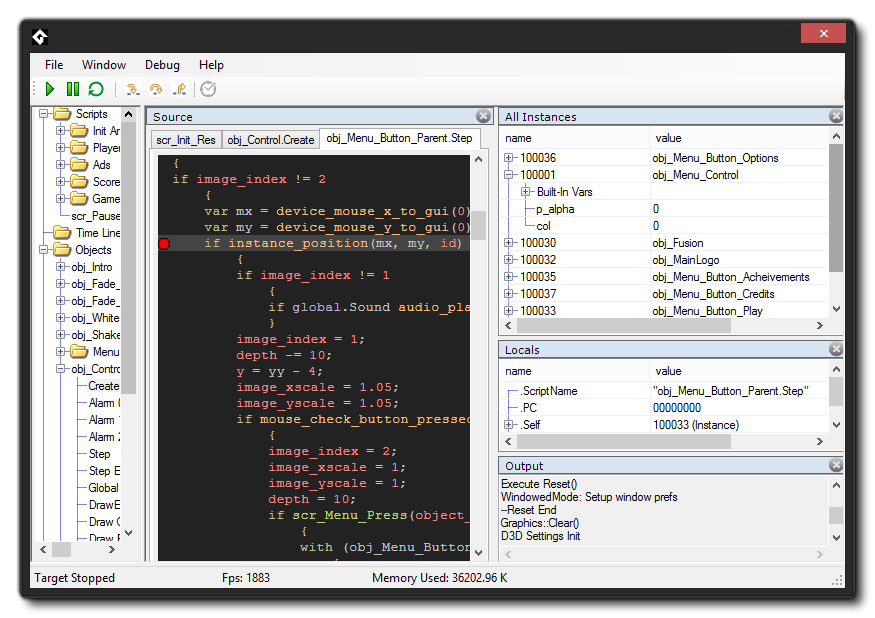 File Window Debug Help
Scripts
Init Ar
Player
Ads
Score
Game
scr_Pause
Time Line
Objects
obj_Intro
obj_Fade_
obj_Fade_
obj_White
obj_Shake
Menu
obj_Contro
Create
Alarm 0
Alarm 1
Alarm 2
Step
Step E
Global
DrawE
Draw G
Source
scr_Init_Res obj_Control.Create obj_Menu_Button_Parent.Step
{
if image_index != 2
{
var mx = device_mouse_x_to_gui(0)
var my = device_mouse_y_to_gui(0)
if instance_position(mx, my, id)
{
if image_index != 1
{
if global.Sound audio_pla
}
image_index = 1;
depth -= 10;
y = yy - 4;
image_xscale = 1.05;
image_yscale = 1.05;
if mouse_check_button_pressed
{
image_index = 2;
image_xscale = 1;
image_yscale = 1;
depth = 10;
if scr_Menu_Press(object_
{
with (obj_Menu_Button
All Instances
name value
100036 obj_Menu_Button_Options
100001 obj_Menu_Control
Built-In Vars
p_alpha 0
col 0
100030 obj_Fusion
100032 obj_MainLogo
100035 obj_Menu_Button_Acheivements
100037 obj_Menu_Button_Credits
100033 obj_Menu_Button_Play
Locals
name value
.ScriptName "obj_Menu_Button_Parent.Step"
.PC 00000000
.Self 100033 (Instance)
Output
Execute Reset()
WindowedMode: Setup window prefs
--Reset End
Graphics::Clear()
D3D Settings Init
Target Stopped Fps: 1883 Memory Used: 36202.96 K